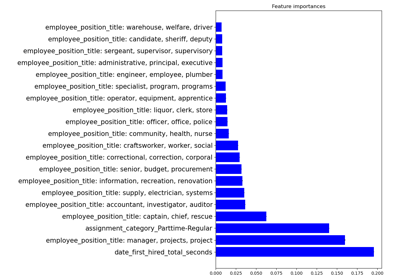 Feature importances
employee_position_title: warehouse, welfare, driver
employee_position_title: candidate, sheriff, deputy
employee_position_title: sergeant, supervisor, supervisory
employee_position_title: administrative, principal, executive
employee_position_title: engineer, employee, plumber
employee_position_title: specialist, program, programs
employee_position_title: operator, equipment, apprentice
employee_position_title: liquor, clerk, store
employee_position_title: officer, office, police
employee_position_title: community, health, nurse
employee_position_title: craftsworker, worker, social
employee_position_title: correctional, correction, corporal
employee_position_title: senior, budget, procurement
employee_position_title: information, recreation, renovation
employee_position_title: supply, electrician, systems
employee_position_title: accountant, investigator, auditor
employee_position_title: captain, chief, rescue
assignment_category_Parttime-Regular
employee_position_title: manager, projects, project
date_first_hired_total_seconds
0.000 0.025 0.050 0.075 0.100 0.125 0.150 0.175 0.200